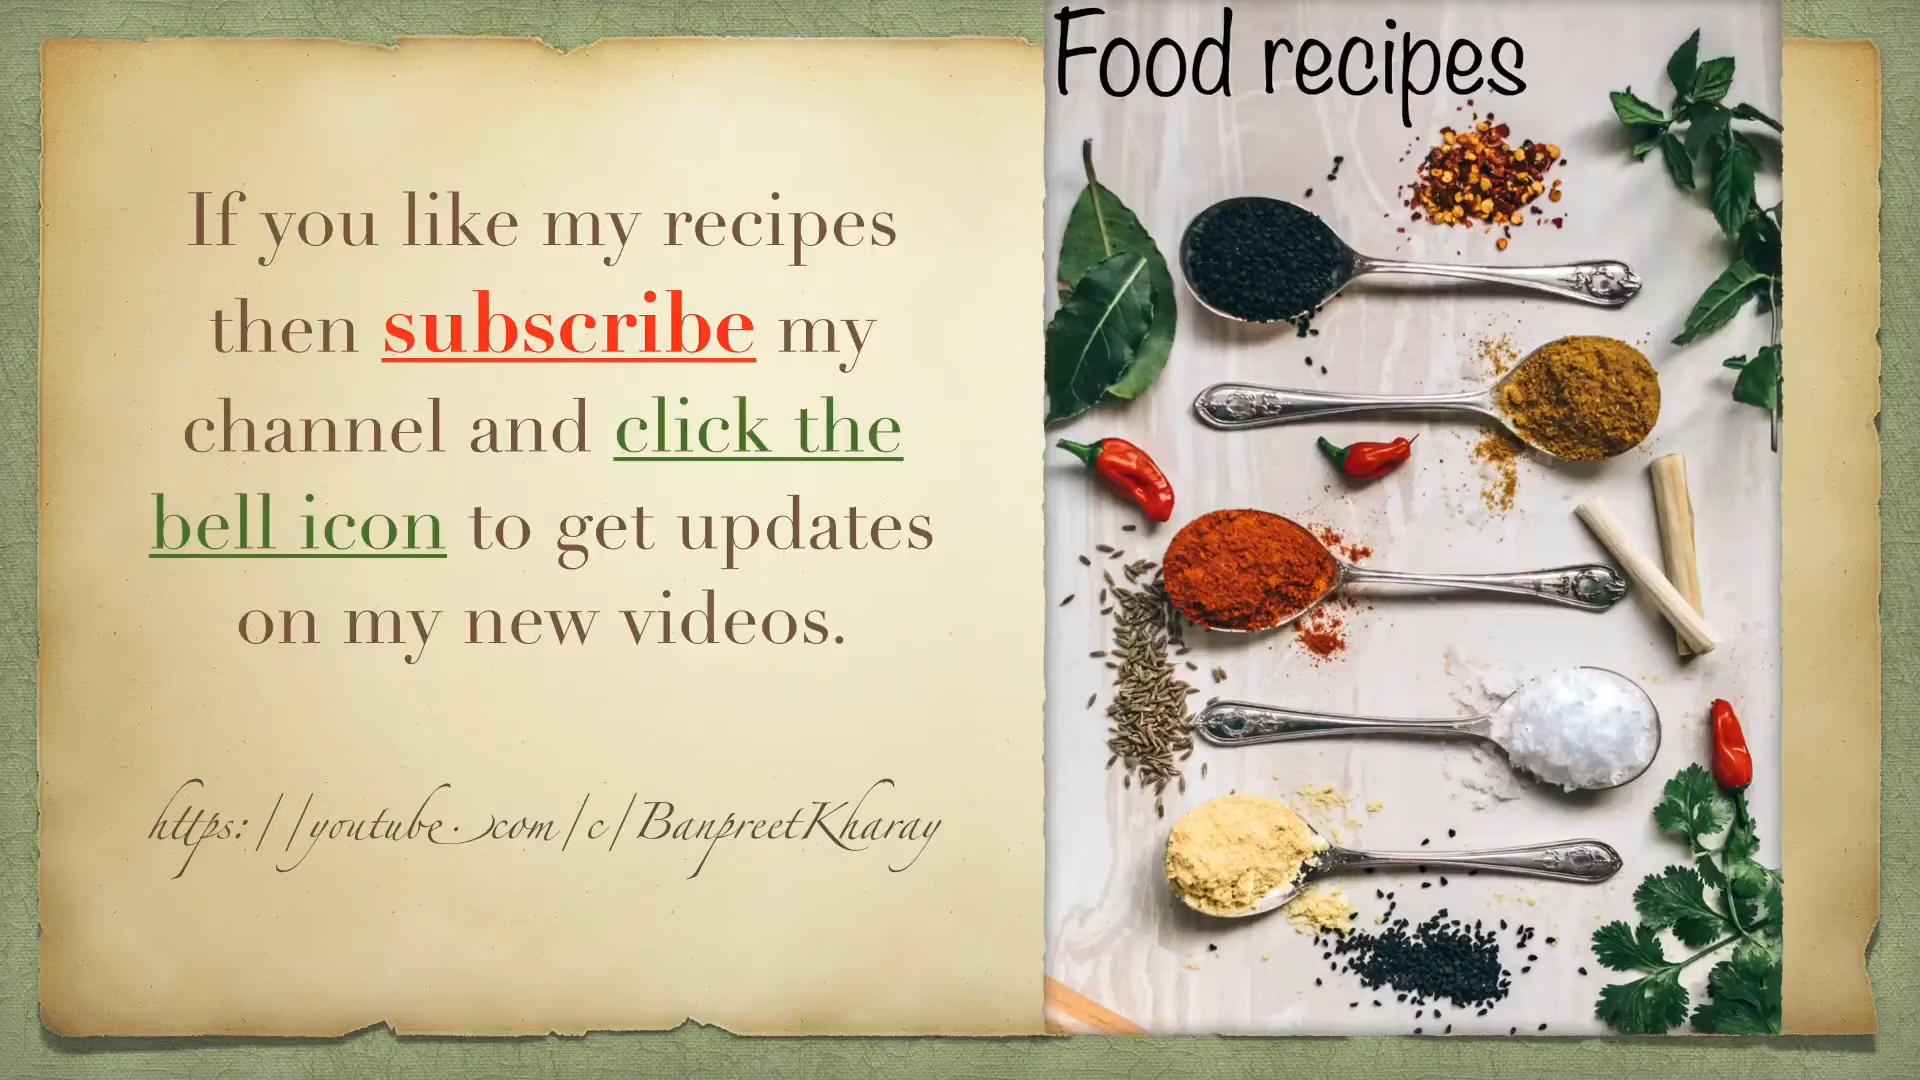 Food recipes
If you like my recipes
then subscribe my
channel and click the
bell icon to get updates
on my new videos.
https://youtube.com/c/BanpreetKharay